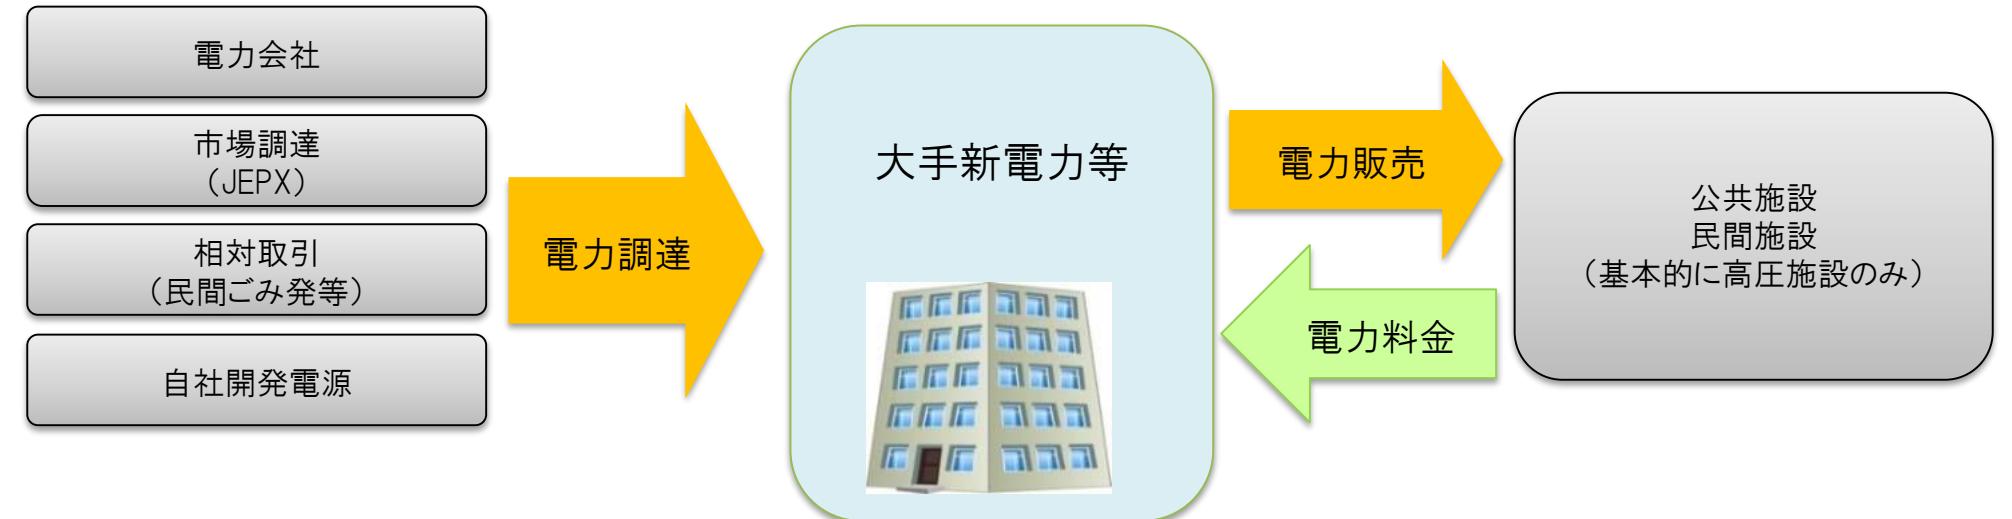 電力会社
市場調達
（JEPX）
相対取引
（民間ごみ発等）
自社開発電源
電力調達
大手新電力等
電力販売
電力料金
公共施設
民間施設
（基本的に高圧施設のみ）